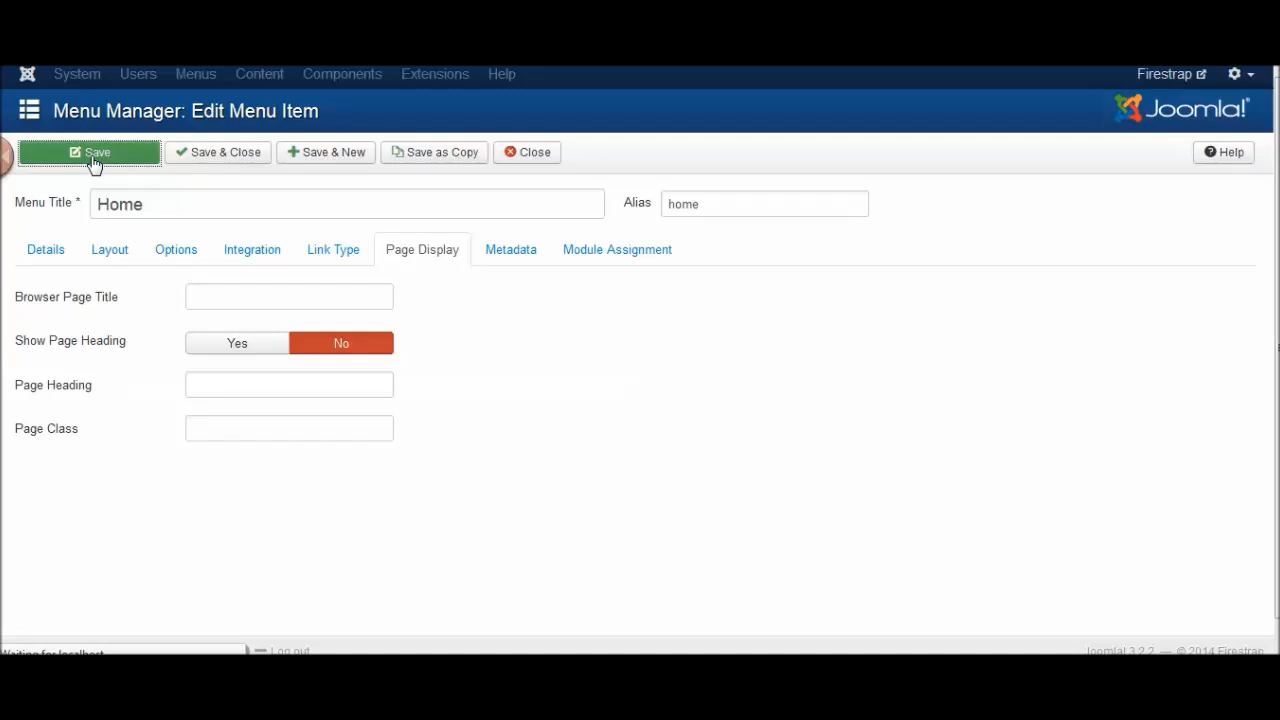 System Users Menus Content Components Extensions Help Firestrap
Menu Manager: Edit Menu Item Joomla!®
Save Save & Close Save & New Save as Copy Close Help
Menu Title * Home Alias home
Details Layout Options Integration Link Type Page Display Metadata Module Assignment
Browser Page Title
Show Page Heading Yes No
Page Heading
Page Class
Waiting for localhost Log out Joomla! 3.2.2 — © 2014 Firestrap